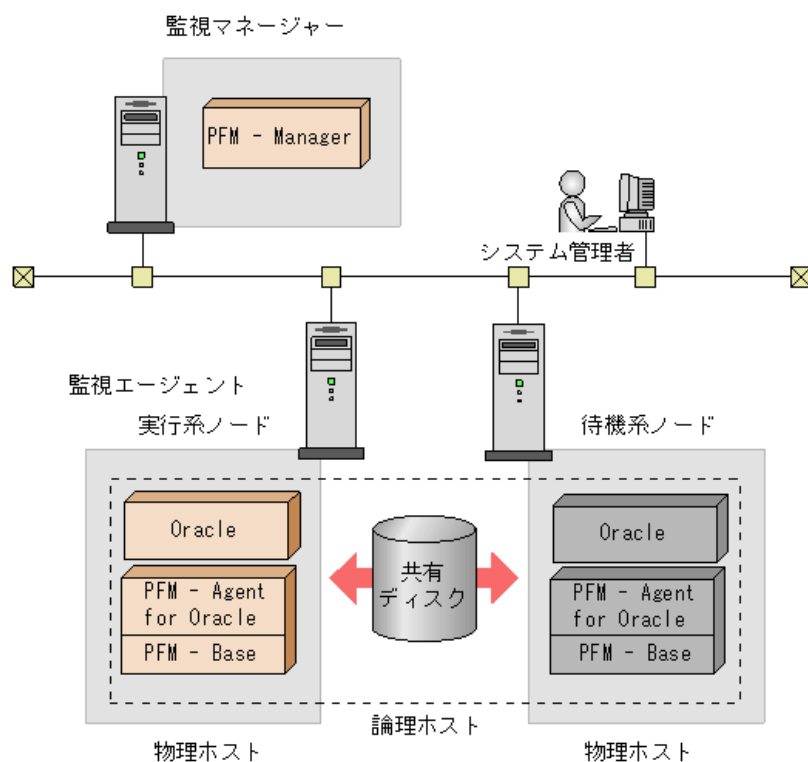 監視マネージャー
PFM - Manager
システム管理者
監視エージェント
実行系ノード
待機系ノード
Oracle
PFM - Agent
for Oracle
PFM - Base
共有
ディスク
Oracle
PFM - Agent
for Oracle
PFM - Base
論理ホスト
物理ホスト
物理ホスト